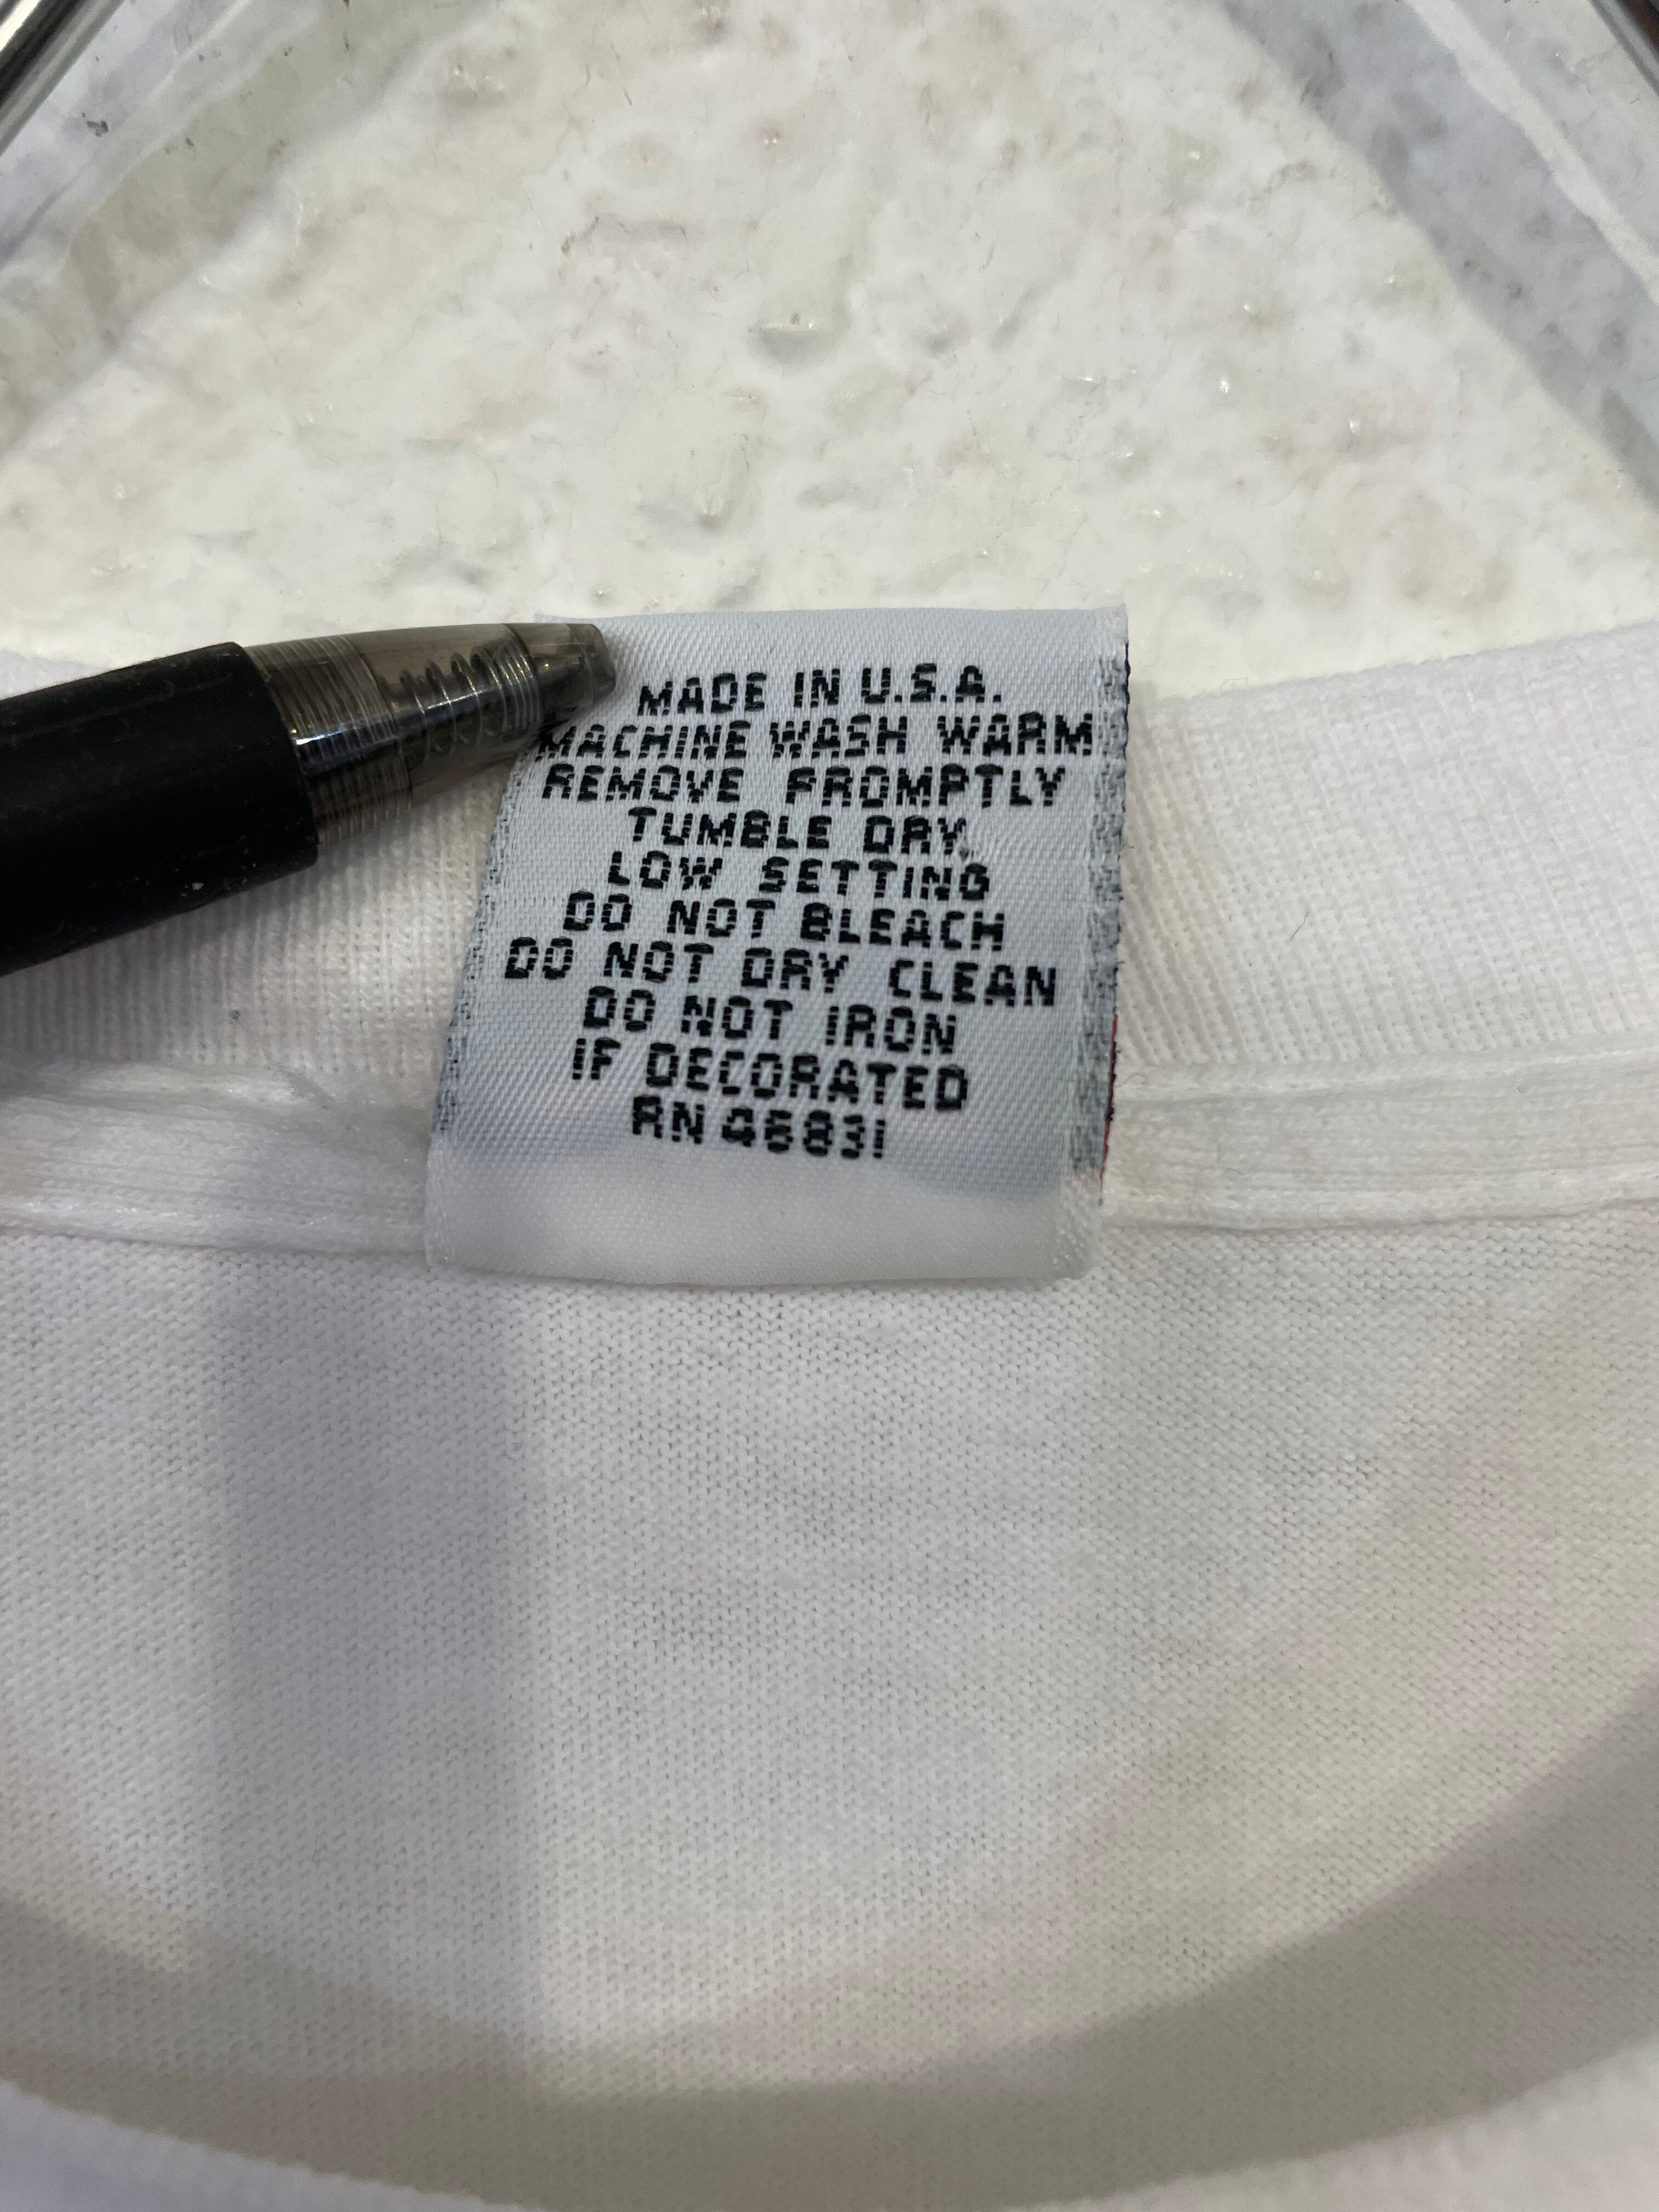 MADE IN U.S.A.
MACHINE WASH WARM
REMOVE PROMPTLY
TUMBLE DRY,
LOW SETTING
DO NOT BLEACH
DO NOT DRY CLEAN
DO NOT IRON
IF DECORATED
RN 46831